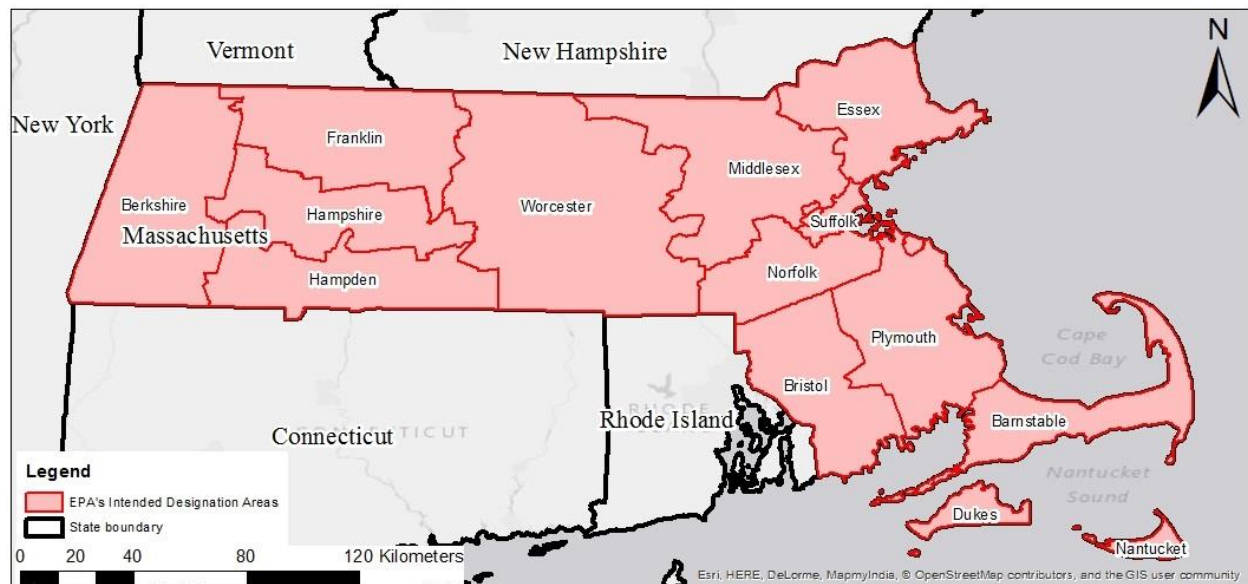 Vermont
New Hampshire
N
Essex
New York
Franklin
Middlesex
Berkshire
Hampshire
Worcester
Suffolk
Massachusetts
Norfolk
Hampden
Plymouth
Cape
Cod Bay
Bristol
RHODE
Rhode Island
Barnstable
Connecticut
CONNECTICUT
Legend
EPA's Intended Designation Areas
State boundary
Nantucket
Sound
Dukes
Nantucket
0 20 40 80 120 Kilometers
Esri, HERE, DeLorme, MapmyIndia, © OpenStreetMap contributors, and the GIS user community